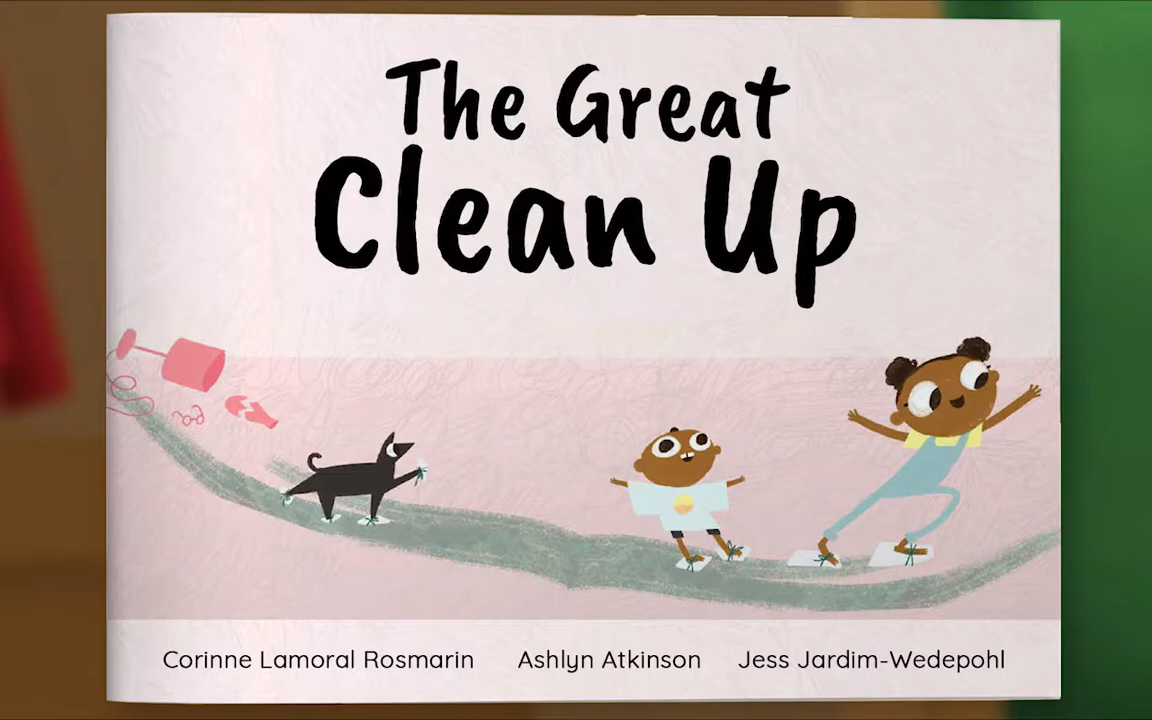 The Great
Clean Up
Corinne Lamoral Rosmarin Ashlyn Atkinson Jess Jardim-Wedepohl